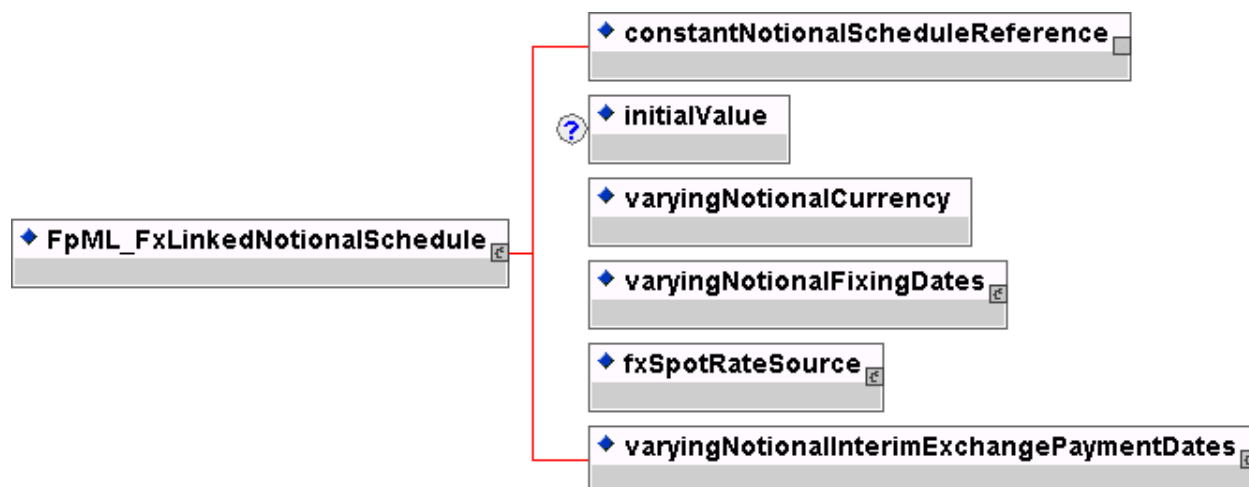 constantNotionalScheduleReference
?
initialValue
varyingNotionalCurrency
FpML_FxLinkedNotionalSchedule
varyingNotionalFixingDates
fxSpotRateSource
varyingNotionalInterimExchangePaymentDates